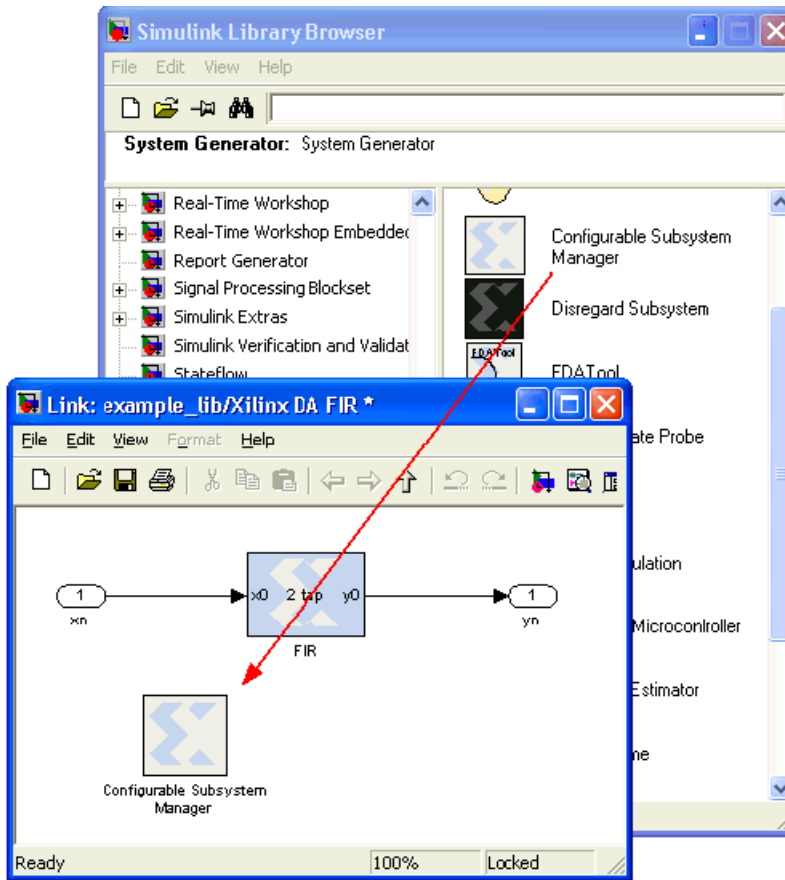 Simulink Library Browser
File Edit View Help
System Generator: System Generator
Real-Time Workshop
Real-Time Workshop Embedded
Report Generator
Signal Processing Blockset
Simulink Extras
Simulink Verification and Validat
Stateflow
Configurable Subsystem
Manager
Disregard Subsystem
FDATool
FDATool
ate Probe
ulation
Microcontroller
Estimator
me
Link: example_lib/Xilinx DA FIR *
File Edit View Format Help
1
xn
x0 2 tap y0
FIR
1
yn
Configurable Subsystem
Manager
Ready 100% Locked